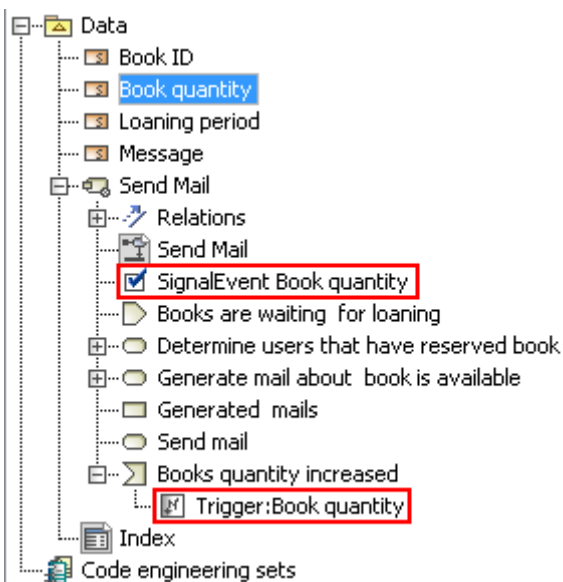 Data
Book ID
Book quantity
Loaning period
Message
Send Mail
Relations
Send Mail
SignalEvent Book quantity
Books are waiting for loaning
Determine users that have reserved book
Generate mail about book is available
Generated mails
Send mail
Books quantity increased
Trigger:Book quantity
Index
Code engineering sets